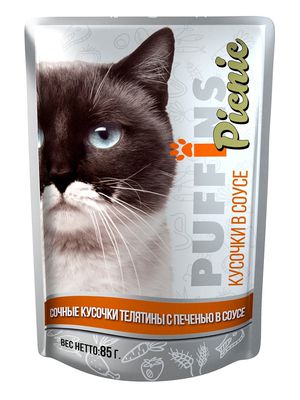 PUFFINS
Picnic
КУСОЧКИ В СОУСЕ
СОЧНЫЕ КУСОЧКИ ТЕЛЯТИНЫ С ПЕЧЕНЬЮ В СОУСЕ
ВЕС НЕТТО: 85 Г.